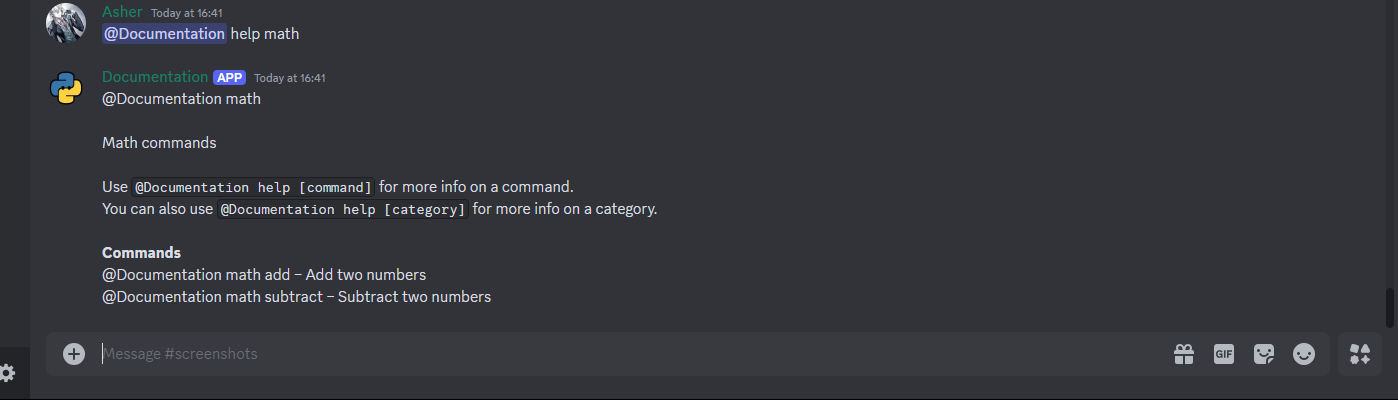 Asher Today at 16:41
@Documentation help math
Documentation APP Today at 16:41
@Documentation math
Math commands
Use @Documentation help [command] for more info on a command.
You can also use @Documentation help [category] for more info on a category.
Commands
@Documentation math add – Add two numbers
@Documentation math subtract – Subtract two numbers
Message #screenshots
GIF